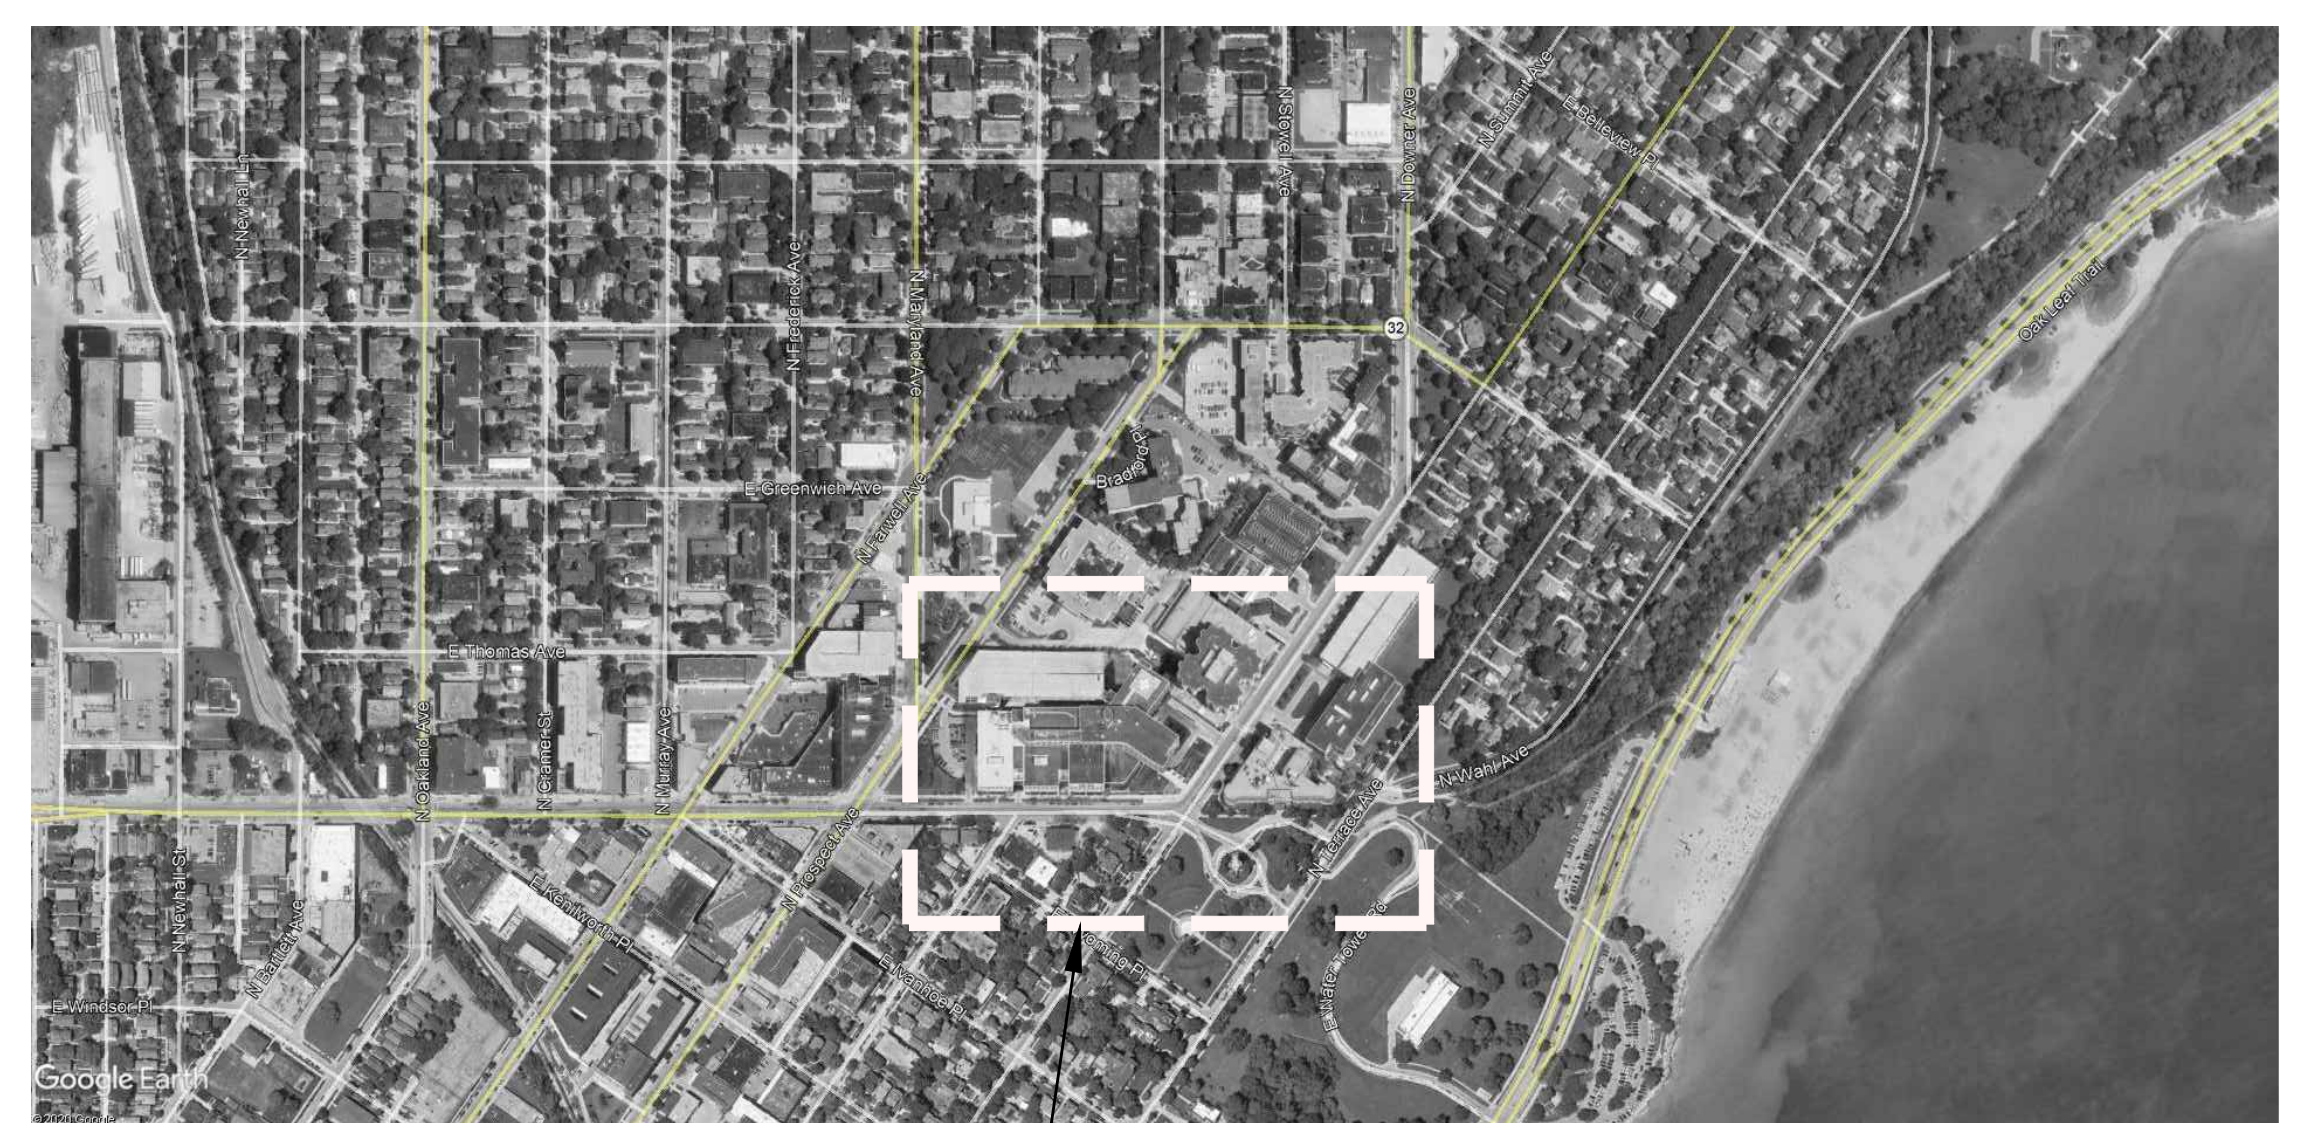 N Summit Ave
E Belleview Pl
N Stowell Ave
N Downer Ave
N Newhall Ln
N Frederick Ave
N Maryland Ave
Oak Leaf Trail
32
Bradford Pl
E Greenwich Ave
N Farwell Ave
E Thomas Ave
N Oakland Ave
N Cramer St
N Murray Ave
N Wahl Ave
N Terrace Ave
N Prospect Ave
N Newhall St
N Bartlett Ave
E Kenilworth Pl
E Ivanhoe Pl
yoming Pl
E Water Tower Rd
E Windsor Pl
Google Earth
© 2020 Google